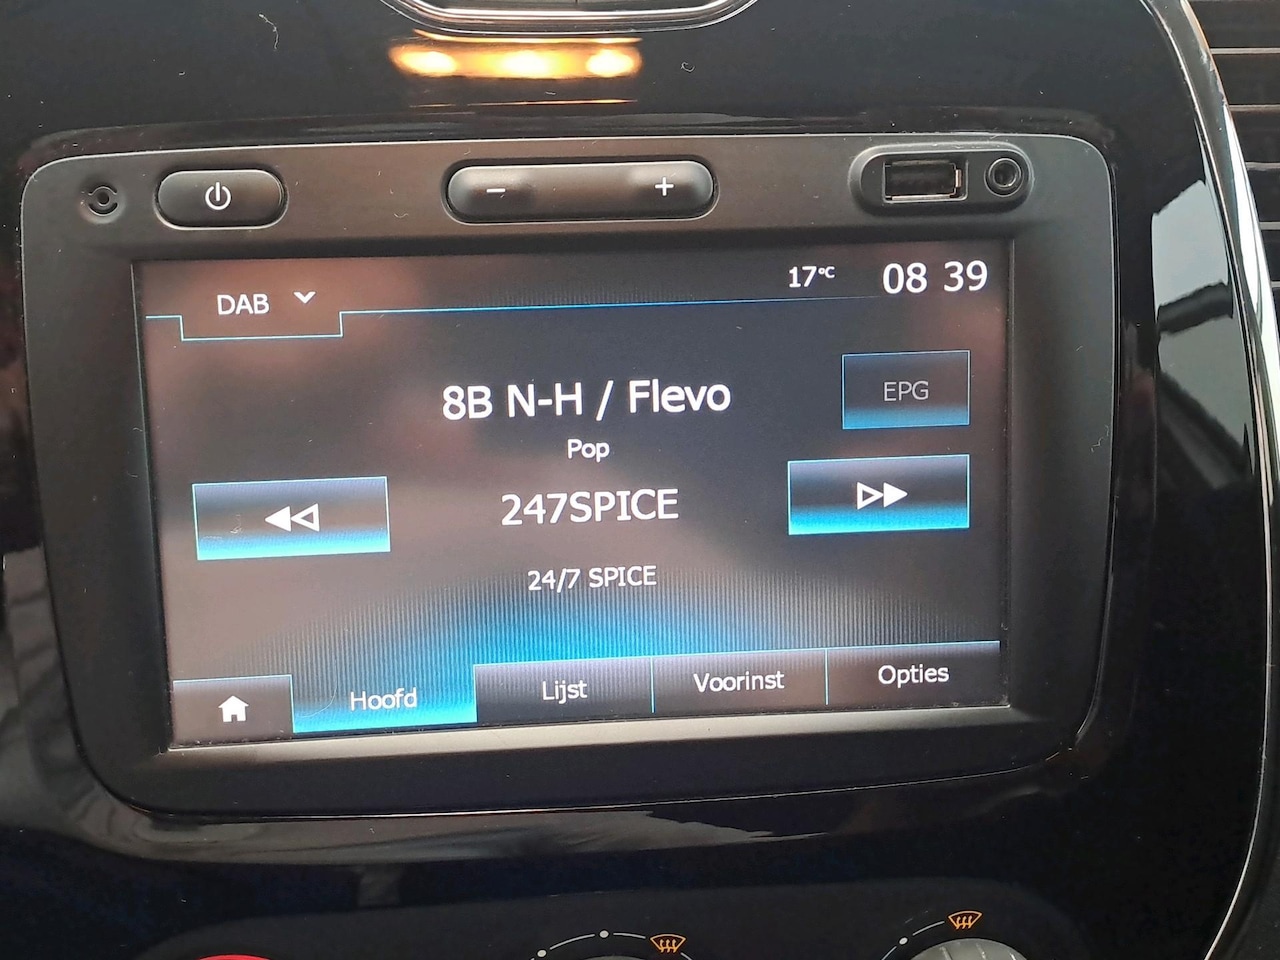 − +
DAB
17°C 08 39
8B N-H / Flevo
EPG
Pop
247SPICE
24/7 SPICE
Hoofd Lijst Voorinst Opties